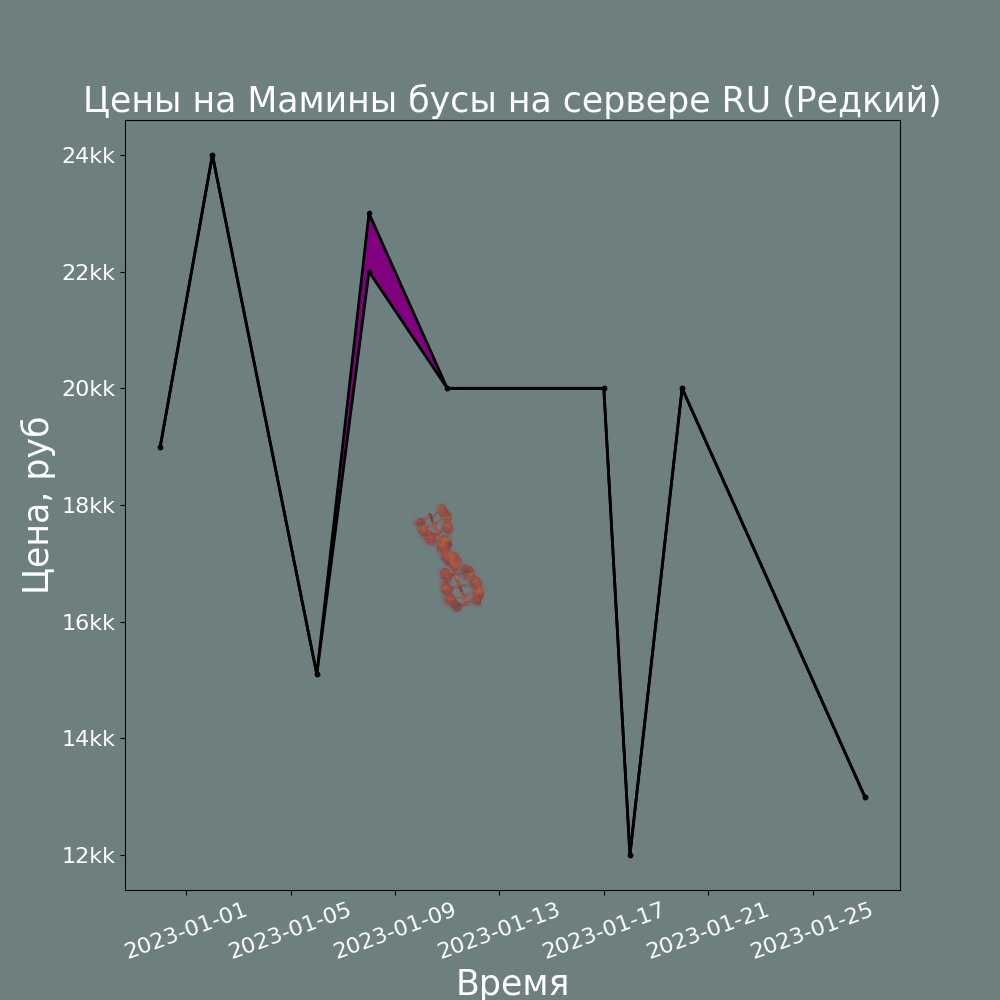 Цены на Мамины бусы на сервере RU (Редкий)
24kk
22kk
20kk
18kk
16kk
14kk
12kk
Цена, руб
2023-01-01
2023-01-05
2023-01-09
2023-01-13
2023-01-17
2023-01-21
2023-01-25
Время